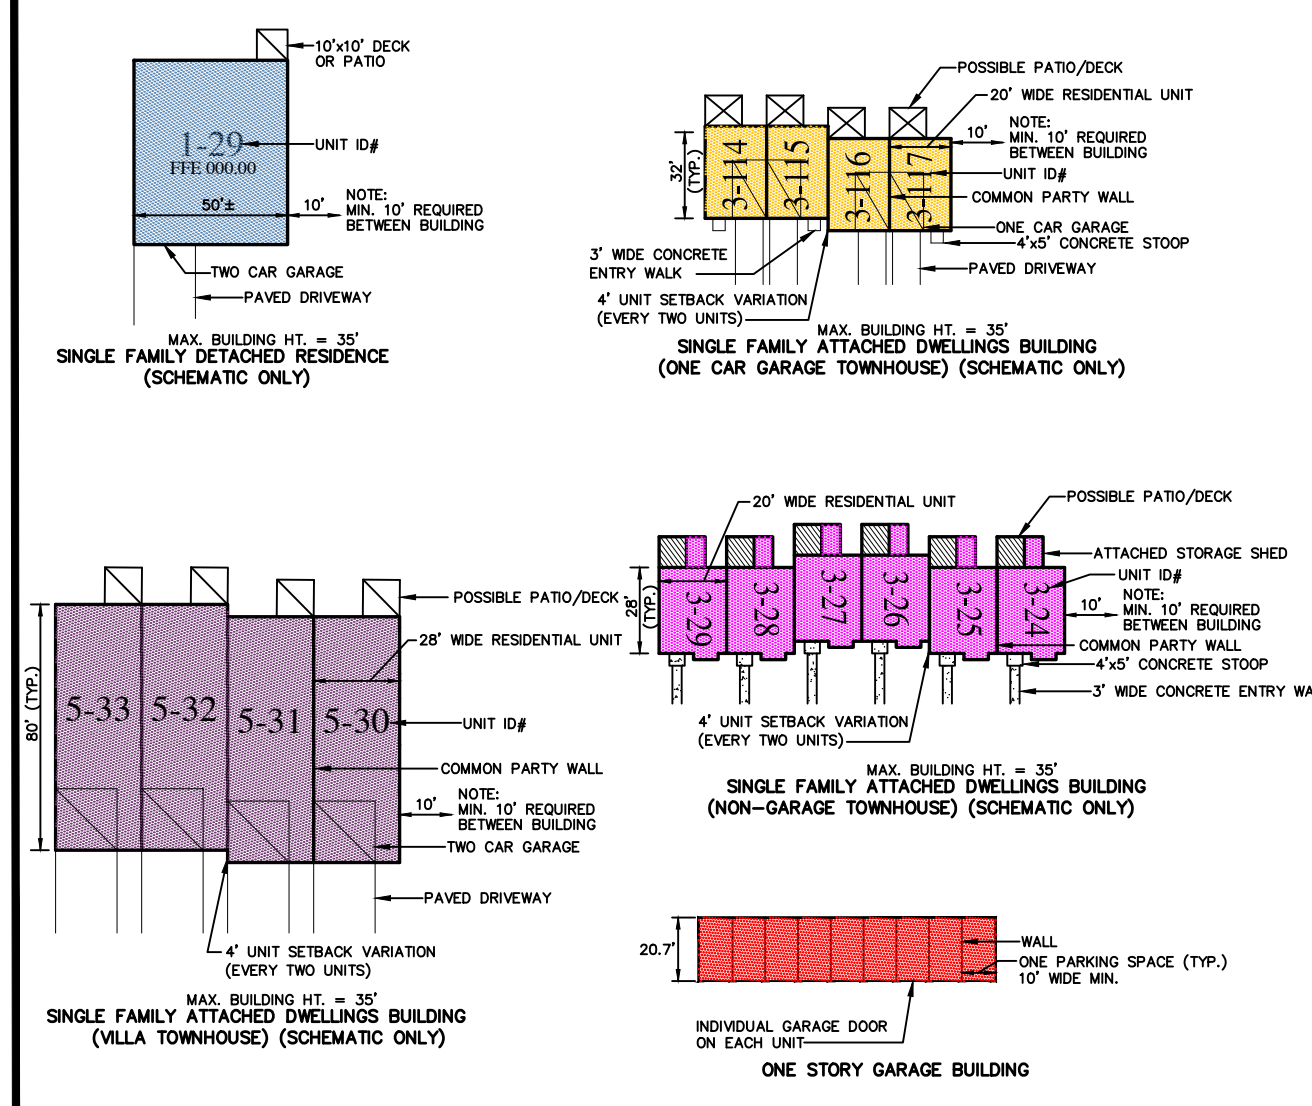 10'x10' DECK
OR PATIO
1-29
FFE 000.00
UNIT ID#
50'±
10'
NOTE:
MIN. 10' REQUIRED
BETWEEN BUILDING
TWO CAR GARAGE
PAVED DRIVEWAY
MAX. BUILDING HT. = 35'
SINGLE FAMILY DETACHED RESIDENCE
(SCHEMATIC ONLY)
POSSIBLE PATIO/DECK
20' WIDE RESIDENTIAL UNIT
10'
NOTE:
MIN. 10' REQUIRED
BETWEEN BUILDING
32'
(TYP.)
3-114
3-115
3-116
3-117
UNIT ID#
COMMON PARTY WALL
ONE CAR GARAGE
4'x5' CONCRETE STOOP
3' WIDE CONCRETE
ENTRY WALK
PAVED DRIVEWAY
4' UNIT SETBACK VARIATION
(EVERY TWO UNITS)
MAX. BUILDING HT. = 35'
SINGLE FAMILY ATTACHED DWELLINGS BUILDING
(ONE CAR GARAGE TOWNHOUSE) (SCHEMATIC ONLY)
POSSIBLE PATIO/DECK
28' WIDE RESIDENTIAL UNIT
80' (TYP.)
5-33
5-32
5-31
5-30
UNIT ID#
COMMON PARTY WALL
10'
NOTE:
MIN. 10' REQUIRED
BETWEEN BUILDING
TWO CAR GARAGE
PAVED DRIVEWAY
4' UNIT SETBACK VARIATION
(EVERY TWO UNITS)
MAX. BUILDING HT. = 35'
SINGLE FAMILY ATTACHED DWELLINGS BUILDING
(VILLA TOWNHOUSE) (SCHEMATIC ONLY)
20' WIDE RESIDENTIAL UNIT
POSSIBLE PATIO/DECK
ATTACHED STORAGE SHED
UNIT ID#
28'
(TYP.)
3-29
3-28
3-27
3-26
3-25
3-24
10'
NOTE:
MIN. 10' REQUIRED
BETWEEN BUILDING
COMMON PARTY WALL
4'x5' CONCRETE STOOP
3' WIDE CONCRETE ENTRY WA
4' UNIT SETBACK VARIATION
(EVERY TWO UNITS)
MAX. BUILDING HT. = 35'
SINGLE FAMILY ATTACHED DWELLINGS BUILDING
(NON-GARAGE TOWNHOUSE) (SCHEMATIC ONLY)
20.7'
WALL
ONE PARKING SPACE (TYP.)
10' WIDE MIN.
INDIVIDUAL GARAGE DOOR
ON EACH UNIT
ONE STORY GARAGE BUILDING